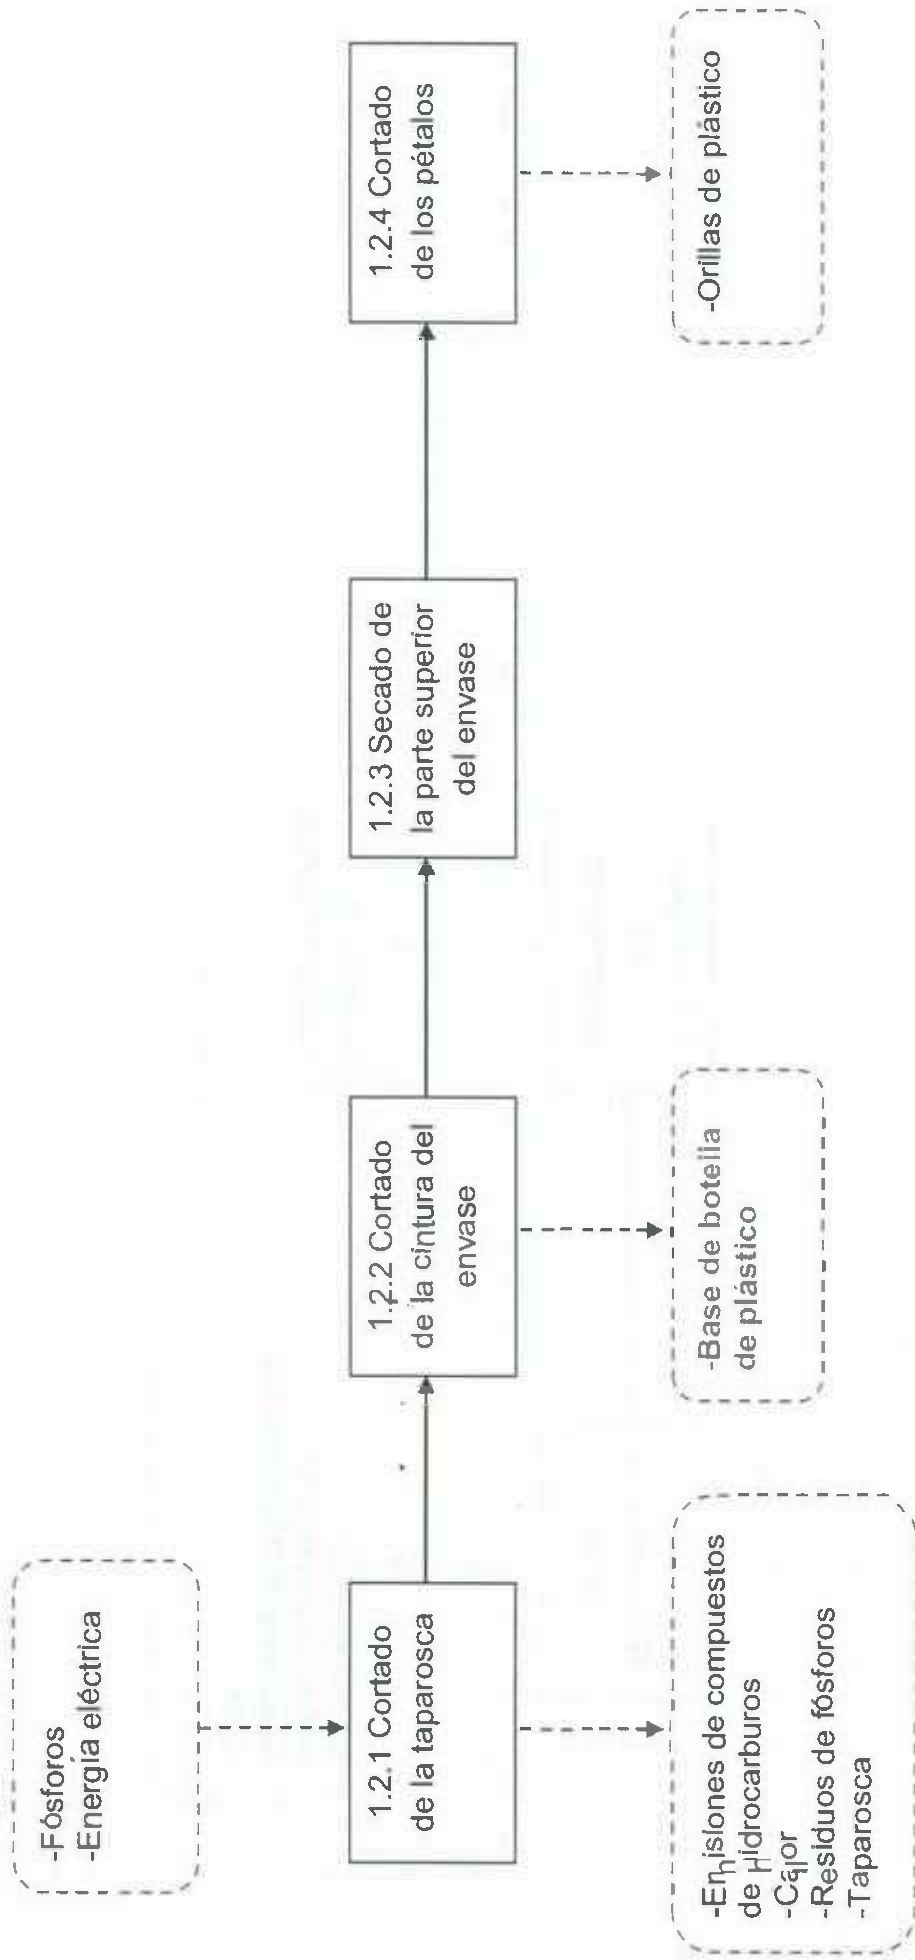 -Fósforos
-Energía eléctrica
1.2.1 Cortado
de la taparosca
1.2.2 Cortado
de la cintura del
envase
1.2.3 Secado de
la parte superior
del envase
1.2.4 Cortado
de los pétalos
-Emisiones de compuestos
de hidrocarburos
-Calor
-Residuos de fósforos
-Taparosca
-Base de botella
de plástico
-Orillas de plástico